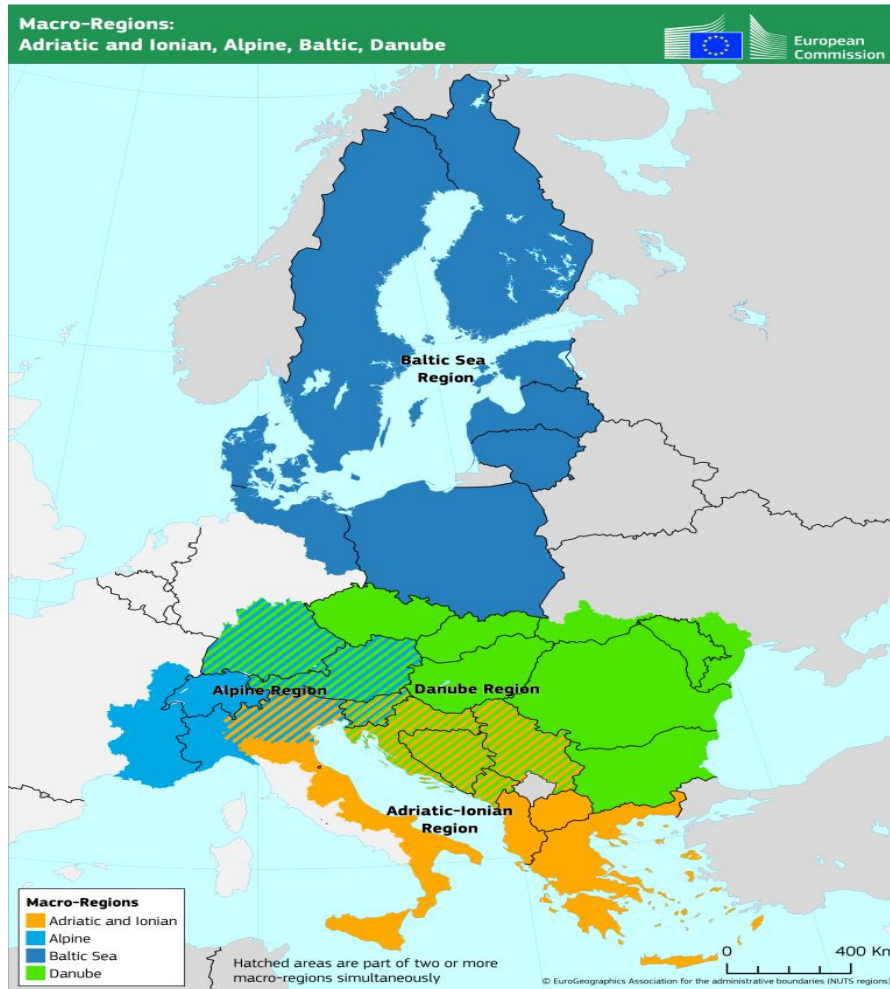 Macro-Regions:
Adriatic and Ionian, Alpine, Baltic, Danube
European
Commission
Baltic Sea
Region
Alpine Region
Danube Region
Adriatic-Ionian
Region
Macro-Regions
Adriatic and Ionian
Alpine
Baltic Sea
Danube
Hatched areas are part of two or more
macro-regions simultaneously
0 400 Km
© EuroGeographics Association for the administrative boundaries (NUTS regions)